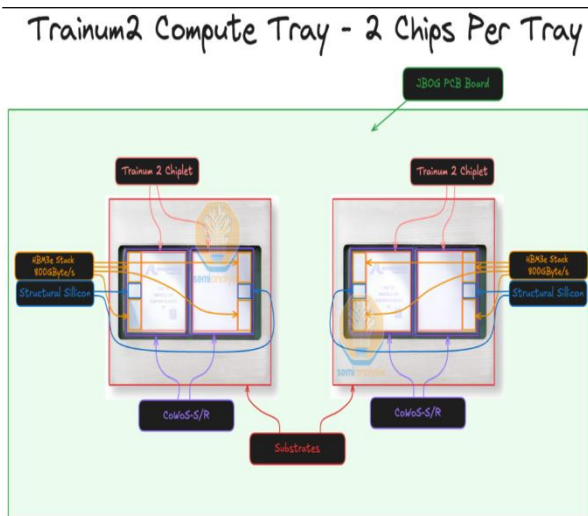 Trainum2 Compute Tray - 2 Chips Per Tray
JBOG PCB Board
Trainum 2 Chiplet
Trainum 2 Chiplet
HBM3e Stack
800GByte/s
Structural Silicon
HBM3e Stack
800GByte/s
Structural Silicon
CoWoS-S/R
CoWoS-S/R
Substrates